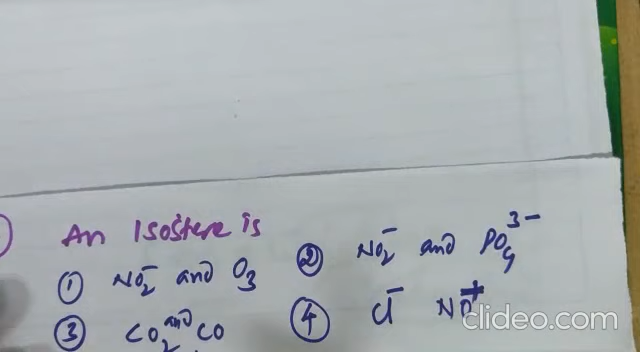 An Isostere is
① NO₂⁻ and O₃ ② NO₂⁻ and PO₄³⁻
③ CO₂ and CO ④ Cl⁻ NO⁺
clideo.com